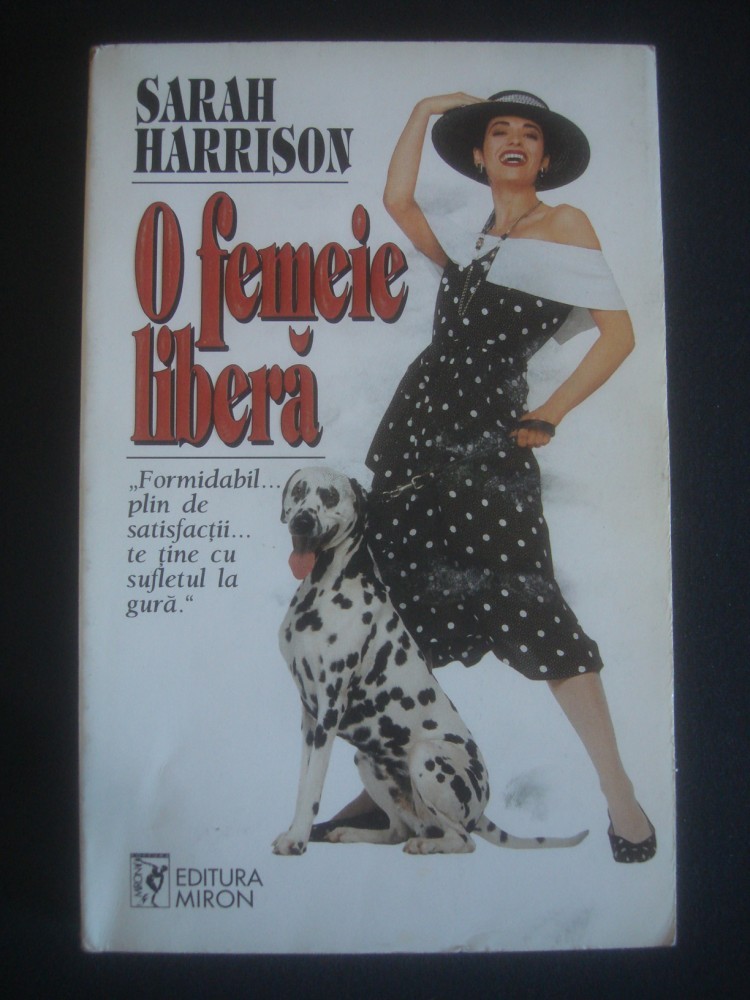 SARAH
HARRISON
O femeie
liberă
„Formidabil...
plin de
satisfacții...
te ține cu
sufletul la
gură.“
EDITURA
MIRON